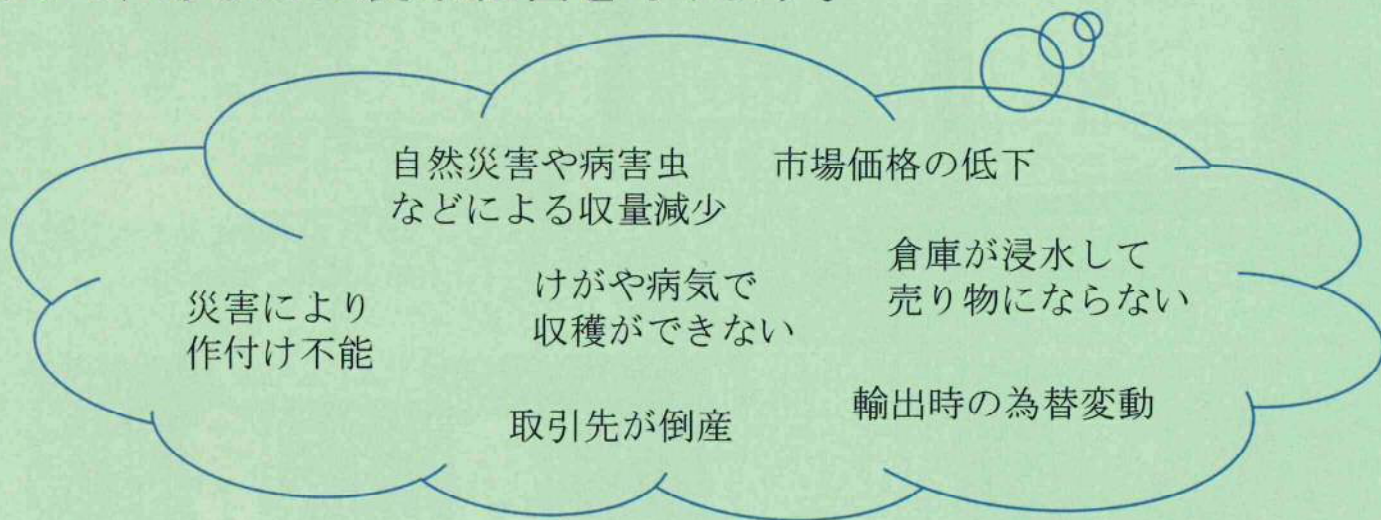 自然災害や病害虫
などによる収量減少
市場価格の低下
倉庫が浸水して
売り物にならない
けがや病気で
収穫ができない
災害により
作付け不能
輸出時の為替変動
取引先が倒産